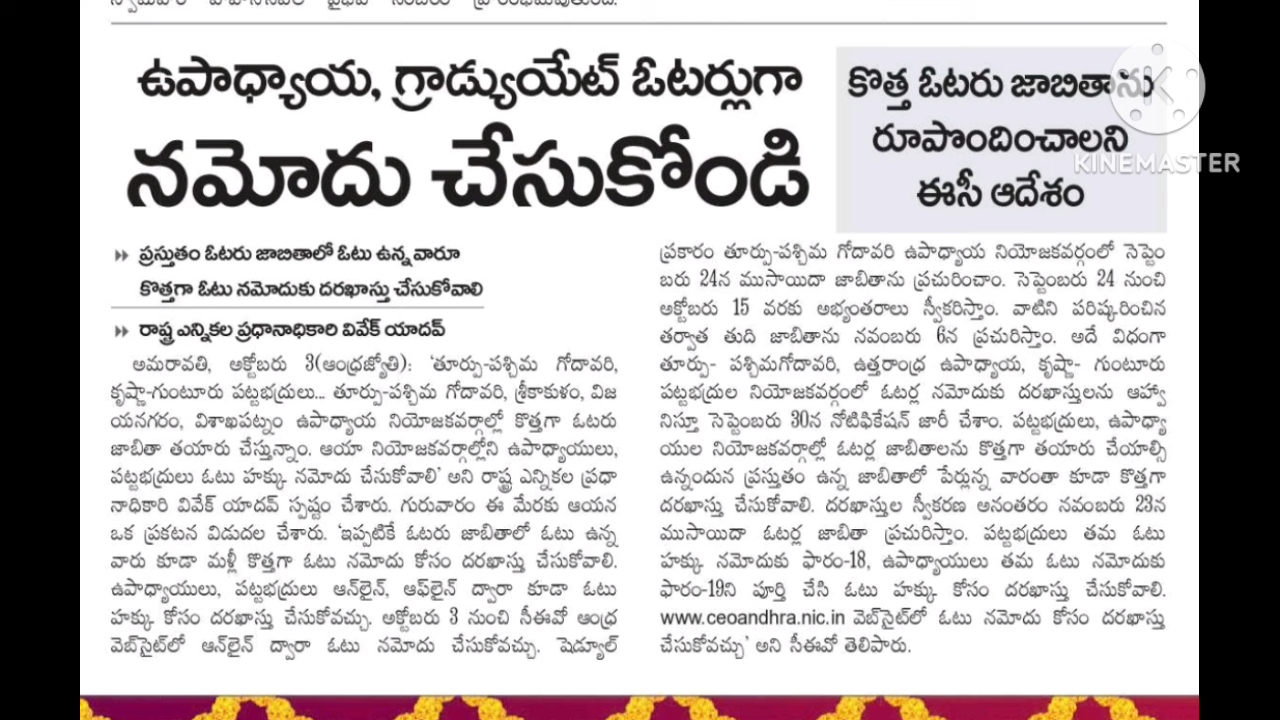 ఉపాధ్యాయ, గ్రాడ్యుయేట్ ఓటర్లుగా
నమోదు చేసుకోండి
కొత్త ఓటరు జాబితాను
రూపొందించాలని
ఈసీ ఆదేశం
KINEMASTER
ప్రస్తుతం ఓటరు జాబితాలో ఓటు ఉన్నవారూ
కొత్తగా ఓటు నమోదుకు దరఖాస్తు చేసుకోవాలి
రాష్ట్ర ఎన్నికల ప్రధానాధికారి వివేక్ యాదవ్
అమరావతి, అక్టోబరు 3(ఆంధ్రజ్యోతి): ‘తూర్పు-పశ్చిమ గోదావరి,
కృష్ణా-గుంటూరు పట్టభద్రులు... తూర్పు-పశ్చిమ గోదావరి, శ్రీకాకుళం, విజ
యనగరం, విశాఖపట్నం ఉపాధ్యాయ నియోజకవర్గాల్లో కొత్తగా ఓటరు
జాబితా తయారు చేస్తున్నాం. ఆయా నియోజకవర్గాల్లోని ఉపాధ్యాయులు,
పట్టభద్రులు ఓటు హక్కు నమోదు చేసుకోవాలి’ అని రాష్ట్ర ఎన్నికల ప్రధా
నాధికారి వివేక్ యాదవ్ స్పష్టం చేశారు. గురువారం ఈ మేరకు ఆయన
ఒక ప్రకటన విడుదల చేశారు. ‘ఇప్పటికే ఓటరు జాబితాలో ఓటు ఉన్న
వారు కూడా మళ్లీ కొత్తగా ఓటు నమోదు కోసం దరఖాస్తు చేసుకోవాలి.
ఉపాధ్యాయులు, పట్టభద్రులు ఆన్‌లైన్, ఆఫ్‌లైన్ ద్వారా కూడా ఓటు
హక్కు కోసం దరఖాస్తు చేసుకోవచ్చు. అక్టోబరు 3 నుంచి సీఈవో ఆంధ్ర
వెబ్‌సైట్‌లో ఆన్‌లైన్ ద్వారా ఓటు నమోదు చేసుకోవచ్చు. షెడ్యూల్
ప్రకారం తూర్పు-పశ్చిమ గోదావరి ఉపాధ్యాయ నియోజకవర్గంలో సెప్టెం
బరు 24న ముసాయిదా జాబితాను ప్రచురించాం. సెప్టెంబరు 24 నుంచి
అక్టోబరు 15 వరకు అభ్యంతరాలు స్వీకరిస్తాం. వాటిని పరిష్కరించిన
తర్వాత తుది జాబితాను నవంబరు 6న ప్రచురిస్తాం. అదే విధంగా
తూర్పు- పశ్చిమగోదావరి, ఉత్తరాంధ్ర ఉపాధ్యాయ, కృష్ణా- గుంటూరు
పట్టభద్రుల నియోజకవర్గంలో ఓటర్ల నమోదుకు దరఖాస్తులను ఆహ్వా
నిస్తూ సెప్టెంబరు 30న నోటిఫికేషన్ జారీ చేశాం. పట్టభద్రులు, ఉపాధ్యా
యుల నియోజకవర్గాల్లో ఓటర్ల జాబితాలను కొత్తగా తయారు చేయాల్సి
ఉన్నందున ప్రస్తుతం ఉన్న జాబితాలో పేర్లున్న వారంతా కూడా కొత్తగా
దరఖాస్తు చేసుకోవాలి. దరఖాస్తుల స్వీకరణ అనంతరం నవంబరు 23న
ముసాయిదా ఓటర్ల జాబితా ప్రచురిస్తాం. పట్టభద్రులు తమ ఓటు
హక్కు నమోదుకు ఫారం-18, ఉపాధ్యాయులు తమ ఓటు నమోదుకు
ఫారం-19ని పూర్తి చేసి ఓటు హక్కు కోసం దరఖాస్తు చేసుకోవాలి.
www.ceoandhra.nic.in వెబ్‌సైట్‌లో ఓటు నమోదు కోసం దరఖాస్తు
చేసుకోవచ్చు’ అని సీఈవో తెలిపారు.